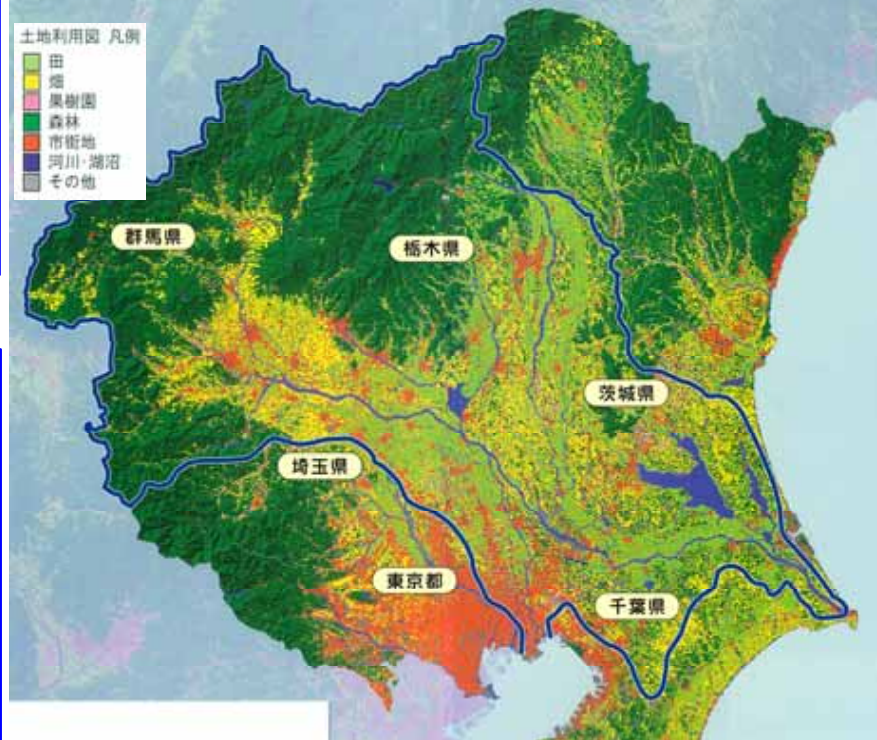 土地利用図 凡例
田
畑
果樹園
森林
市街地
河川・湖沼
その他
群馬県
栃木県
茨城県
埼玉県
東京都
千葉県